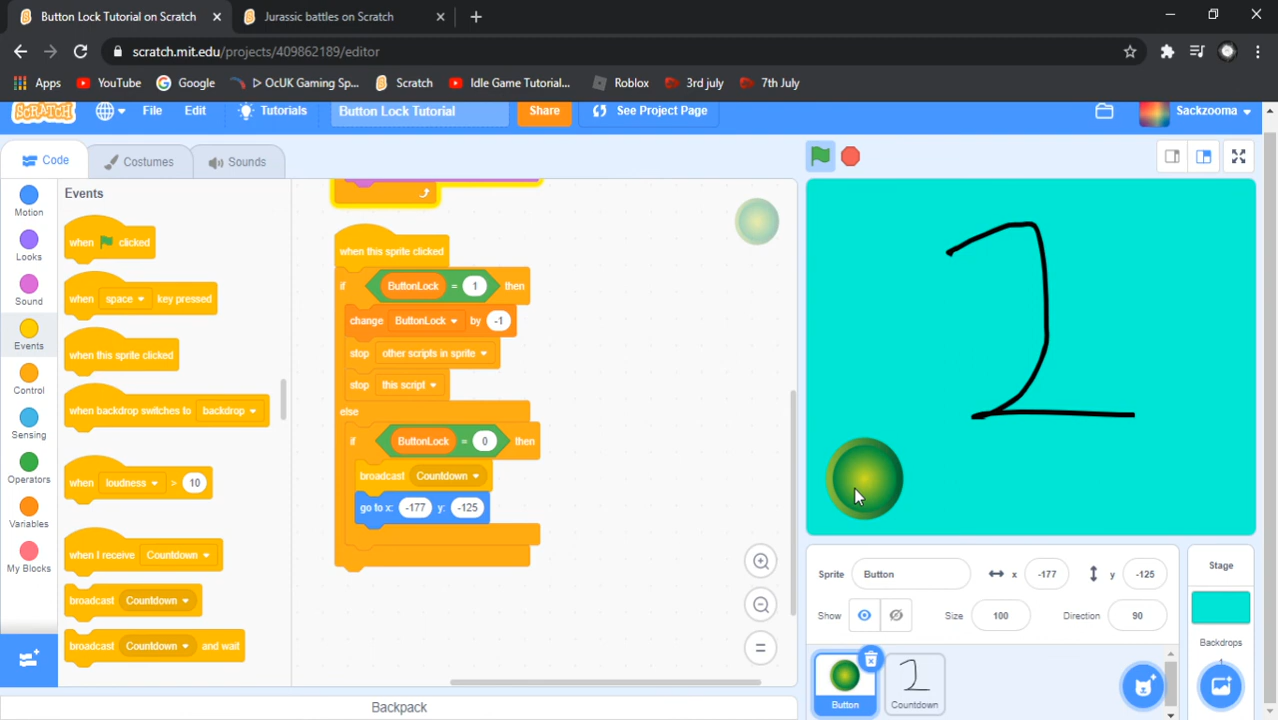 Button Lock Tutorial on Scratch
Jurassic battles on Scratch
scratch.mit.edu/projects/409862189/editor
Apps YouTube Google ▷ OcUK Gaming Sp... Scratch Idle Game Tutorial... Roblox 3rd july 7th July
SCRATCH File Edit Tutorials Button Lock Tutorial Share See Project Page Sackzooma
Code Costumes Sounds
Motion
Looks
Sound
Events
Control
Sensing
Operators
Variables
My Blocks
Events
when clicked
when space key pressed
when this sprite clicked
when backdrop switches to backdrop
when loudness > 10
when I receive Countdown
broadcast Countdown
broadcast Countdown and wait
when this sprite clicked
if ButtonLock = 1 then
change ButtonLock by -1
stop other scripts in sprite
stop this script
else
if ButtonLock = 0 then
broadcast Countdown
go to x: -177 y: -125
Backpack
2
Sprite Button x -177 y -125
Show Size 100 Direction 90
Button
2
Countdown
Stage
Backdrops
1